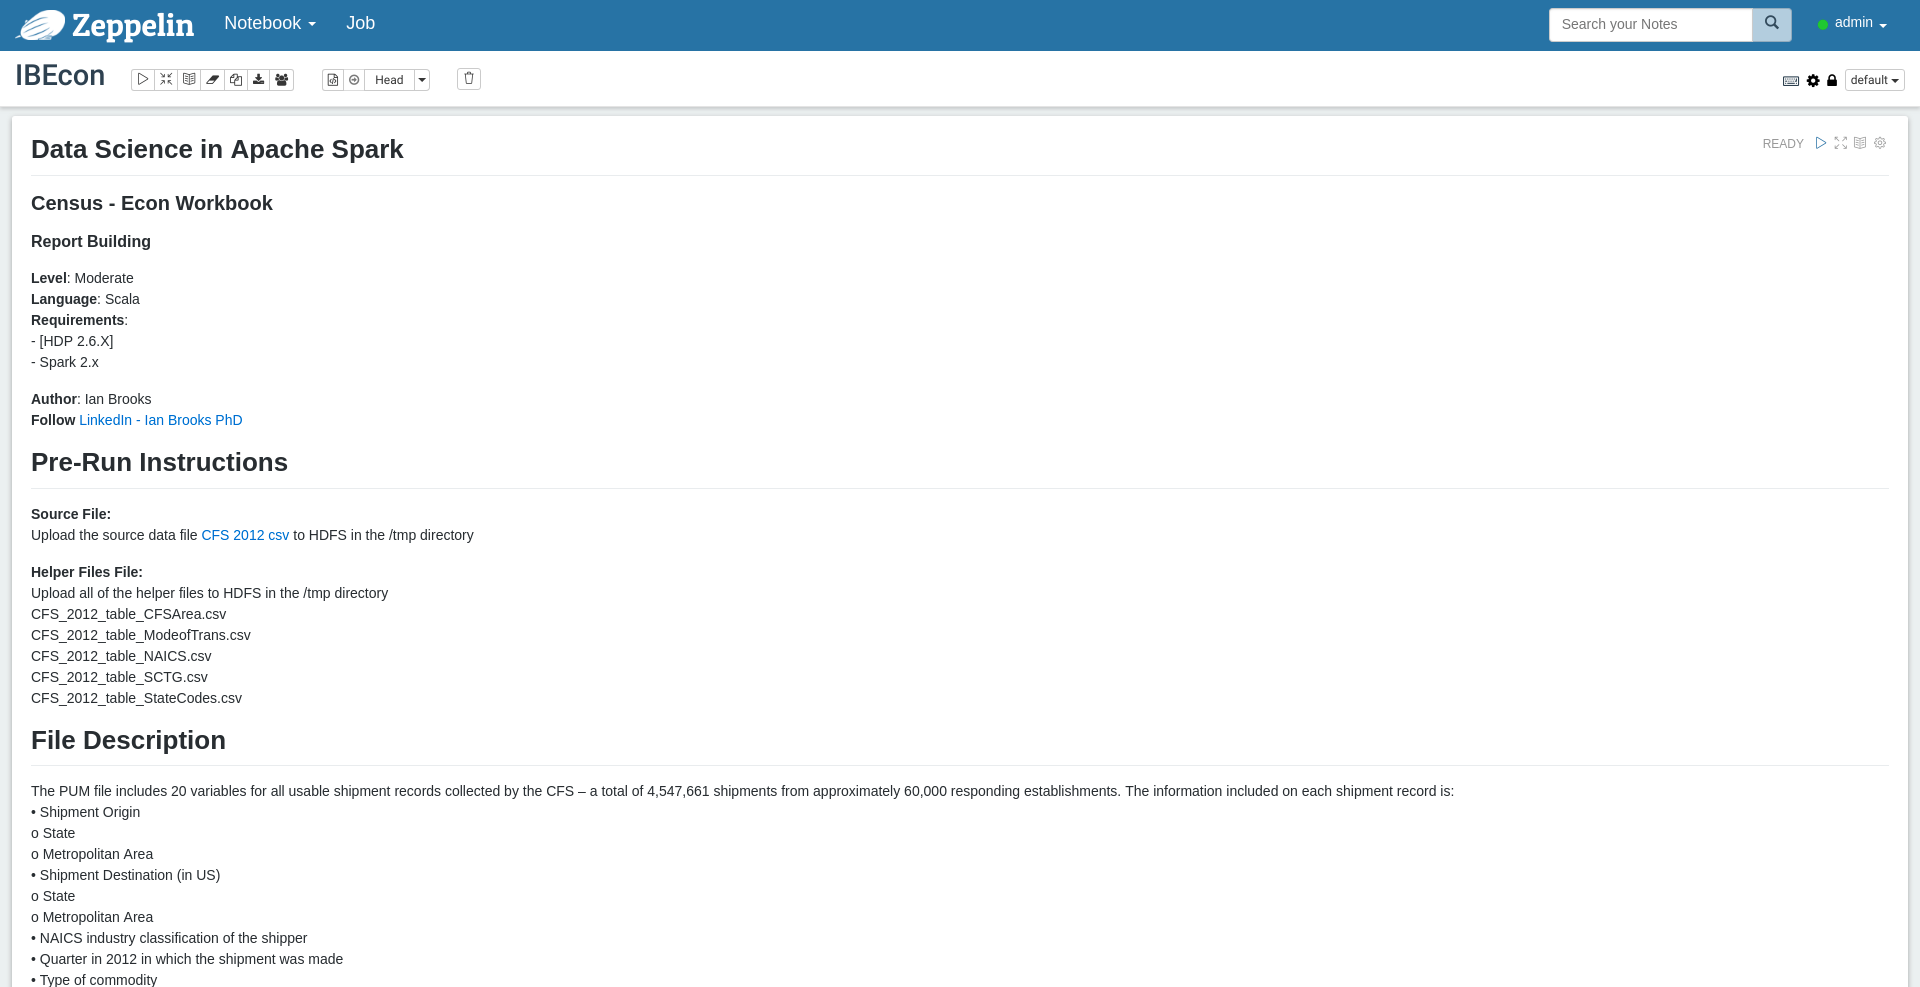 Zeppelin Notebook Job Search your Notes admin
IBEcon Head default
Data Science in Apache Spark READY
Census - Econ Workbook
Report Building
Level: Moderate
Language: Scala
Requirements:
- [HDP 2.6.X]
- Spark 2.x
Author: Ian Brooks
Follow LinkedIn - Ian Brooks PhD
Pre-Run Instructions
Source File:
Upload the source data file CFS 2012 csv to HDFS in the /tmp directory
Helper Files File:
Upload all of the helper files to HDFS in the /tmp directory
CFS_2012_table_CFSArea.csv
CFS_2012_table_ModeofTrans.csv
CFS_2012_table_NAICS.csv
CFS_2012_table_SCTG.csv
CFS_2012_table_StateCodes.csv
File Description
The PUM file includes 20 variables for all usable shipment records collected by the CFS – a total of 4,547,661 shipments from approximately 60,000 responding establishments. The information included on each shipment record is:
• Shipment Origin
o State
o Metropolitan Area
• Shipment Destination (in US)
o State
o Metropolitan Area
• NAICS industry classification of the shipper
• Quarter in 2012 in which the shipment was made
• Type of commodity